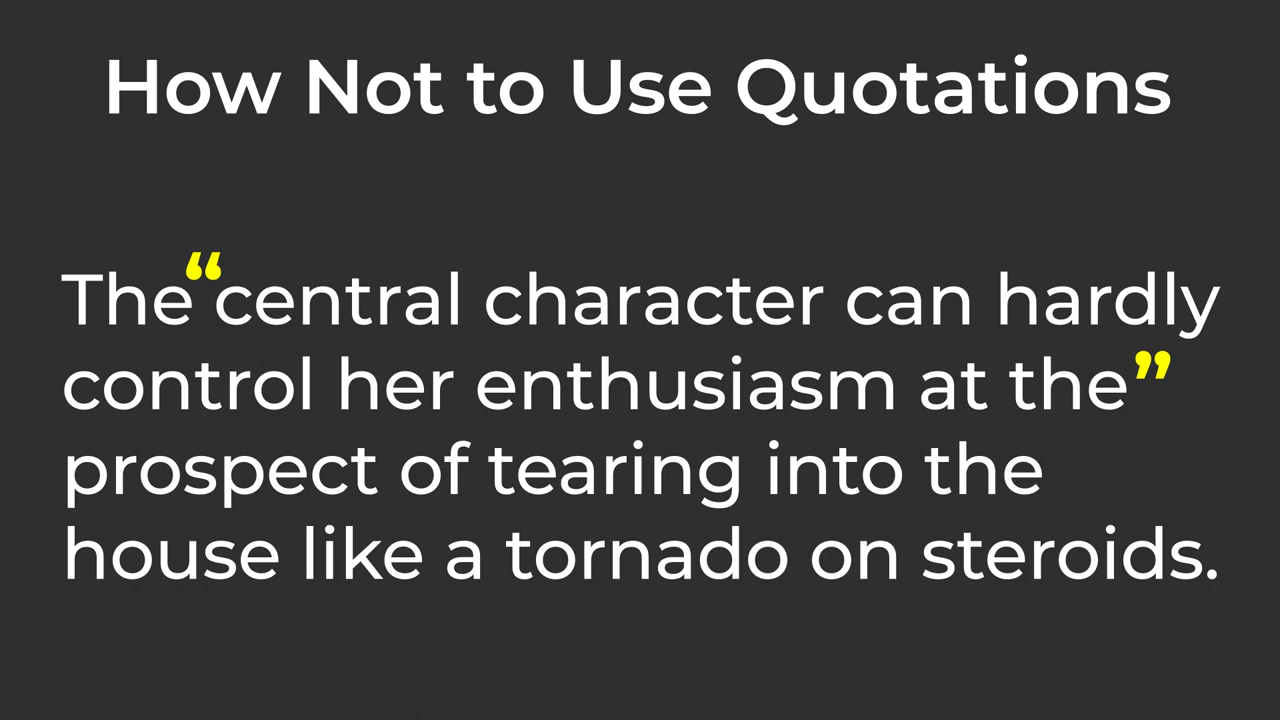 How Not to Use Quotations
The “central character can hardly
control her enthusiasm at the”
prospect of tearing into the
house like a tornado on steroids.